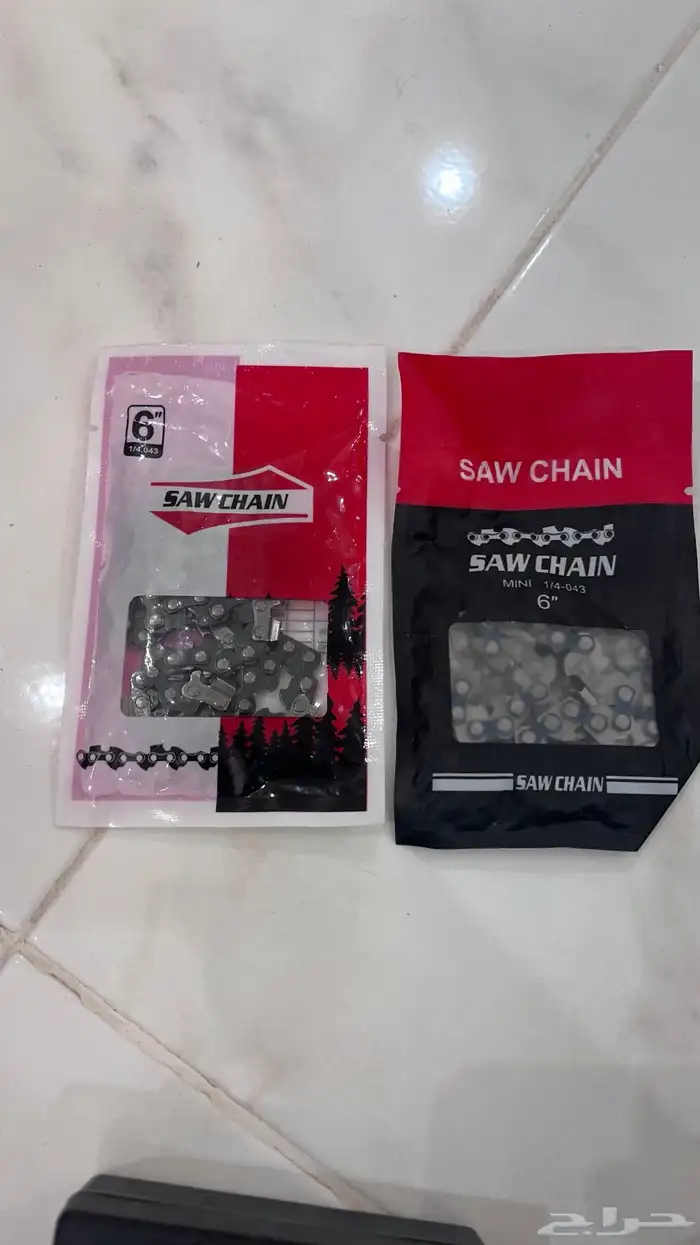 6"
1/4.043
SAW CHAIN
SAW CHAIN
SAW CHAIN
MINI 1/4-043
6"
SAW CHAIN
حراج